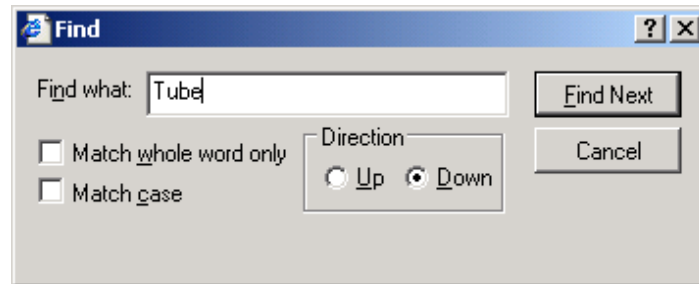 Find
Find what: Tube
Find Next
Match whole word only
Direction
Cancel
Up
Down
Match case